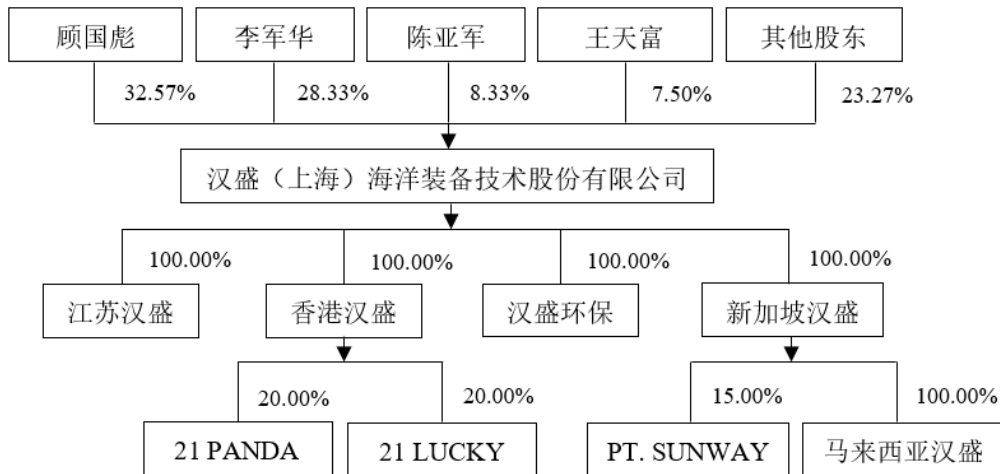 顾国彪
李军华
陈亚军
王天富
其他股东
32.57%
28.33%
8.33%
7.50%
23.27%
汉盛（上海）海洋装备技术股份有限公司
100.00%
100.00%
100.00%
100.00%
江苏汉盛
香港汉盛
汉盛环保
新加坡汉盛
20.00%
20.00%
15.00%
100.00%
21 PANDA
21 LUCKY
PT. SUNWAY
马来西亚汉盛